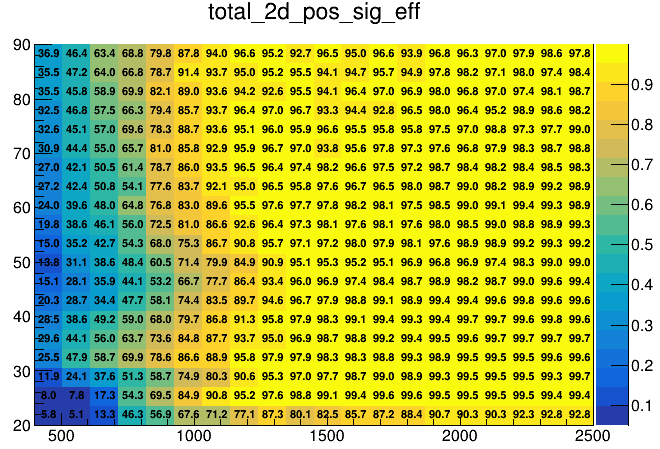 total_2d_pos_sig_eff
90
36.9 46.4 63.4 68.8 79.8 87.8 94.0 96.6 95.2 92.7 96.5 95.0 96.6 93.9 96.8 96.3 97.0 97.9 98.6 97.8
35.5 47.2 64.0 66.8 78.7 91.4 93.7 95.0 95.2 95.5 94.1 94.7 95.7 94.9 97.8 98.2 97.1 98.0 97.4 98.4
0.9
35.5 45.8 58.9 69.9 82.1 89.0 93.6 94.2 92.6 95.5 94.1 96.4 97.0 96.9 98.0 96.8 97.0 97.4 98.1 98.7
80
32.5 46.8 57.5 66.3 79.4 85.7 93.7 96.4 97.0 96.7 93.3 94.4 92.8 96.5 98.0 96.4 95.2 98.9 98.6 98.2
0.8
32.6 45.1 57.0 69.6 78.3 88.7 93.6 95.1 96.0 95.9 96.6 95.5 95.8 95.8 97.5 97.0 98.8 97.3 97.7 99.0
30.9 44.4 55.0 65.7 81.0 85.8 92.9 95.9 96.7 97.0 93.8 95.6 97.8 97.3 96.8 97.9 98.3 98.7 98.7 98.3
70
0.7
27.0 42.1 50.5 61.4 78.7 86.0 93.5 96.5 96.4 97.4 98.2 96.6 97.5 97.2 98.7 98.4 98.2 98.4 98.2 98.8
27.2 42.4 50.8 54.1 77.6 83.7 92.1 95.0 96.5 95.8 97.6 96.7 96.5 98.0 98.7 99.0 98.2 98.9 99.2 98.9
60
24.0 39.6 48.0 64.8 76.8 83.0 89.6 95.5 97.6 97.7 97.8 98.2 98.1 97.5 96.9 98.0 99.1 99.4 99.3 98.9
0.6
19.8 38.6 46.1 56.0 72.5 81.0 86.6 92.6 96.4 97.3 98.1 97.6 98.1 98.1 96.8 98.5 99.0 98.8 98.9 99.3
15.0 35.2 42.7 54.3 68.0 75.3 86.7 90.8 95.7 97.1 97.2 98.0 97.9 98.1 97.6 98.9 98.9 99.2 99.3 99.2
0.5
50
13.8 31.1 38.6 48.4 60.5 71.4 79.9 84.9 90.9 95.1 95.3 95.2 95.1 96.9 98.0 99.0 98.0 98.9 99.0 99.6
15.1 28.1 35.9 44.1 53.2 66.7 77.7 86.4 93.4 96.0 96.9 97.4 98.4 98.7 98.9 98.2 98.9 99.0 99.6 99.4
0.4
20.3 28.7 34.4 47.7 58.1 74.4 83.5 89.7 94.6 96.7 97.9 98.8 99.1 98.9 99.4 99.4 99.6 99.7 99.6 99.6
40
28.5 38.6 49.2 59.0 68.0 79.7 86.8 91.3 95.8 97.9 98.3 99.1 99.4 99.3 99.9 99.4 99.6 99.6 99.8 99.4
0.3
29.6 44.1 56.0 63.7 73.6 84.8 87.7 93.7 95.0 96.9 98.7 98.8 99.2 98.9 99.6 99.2 99.7 99.7 99.7 99.7
25.5 47.9 58.7 69.9 78.6 86.6 88.9 95.8 97.9 97.9 98.3 98.3 98.8 99.3 98.9 99.5 99.5 99.5 99.6 99.4
0.2
30
11.9 24.1 37.6 51.3 58.7 74.9 80.3 90.6 95.3 97.0 97.7 98.7 99.0 98.9 99.3 99.5 99.5 99.5 99.3 99.7
8.0 7.8 17.3 54.3 69.5 84.9 90.8 95.2 97.6 98.8 99.1 99.4 99.6 99.6 99.6 99.5 99.5 99.5 99.6 99.4
0.1
5.8 5.1 13.3 46.3 56.9 67.6 71.2 77.1 87.3 80.1 82.5 85.7 87.2 88.4 90.7 90.3 90.3 92.3 92.8 92.8
20
500 1000 1500 2000 2500